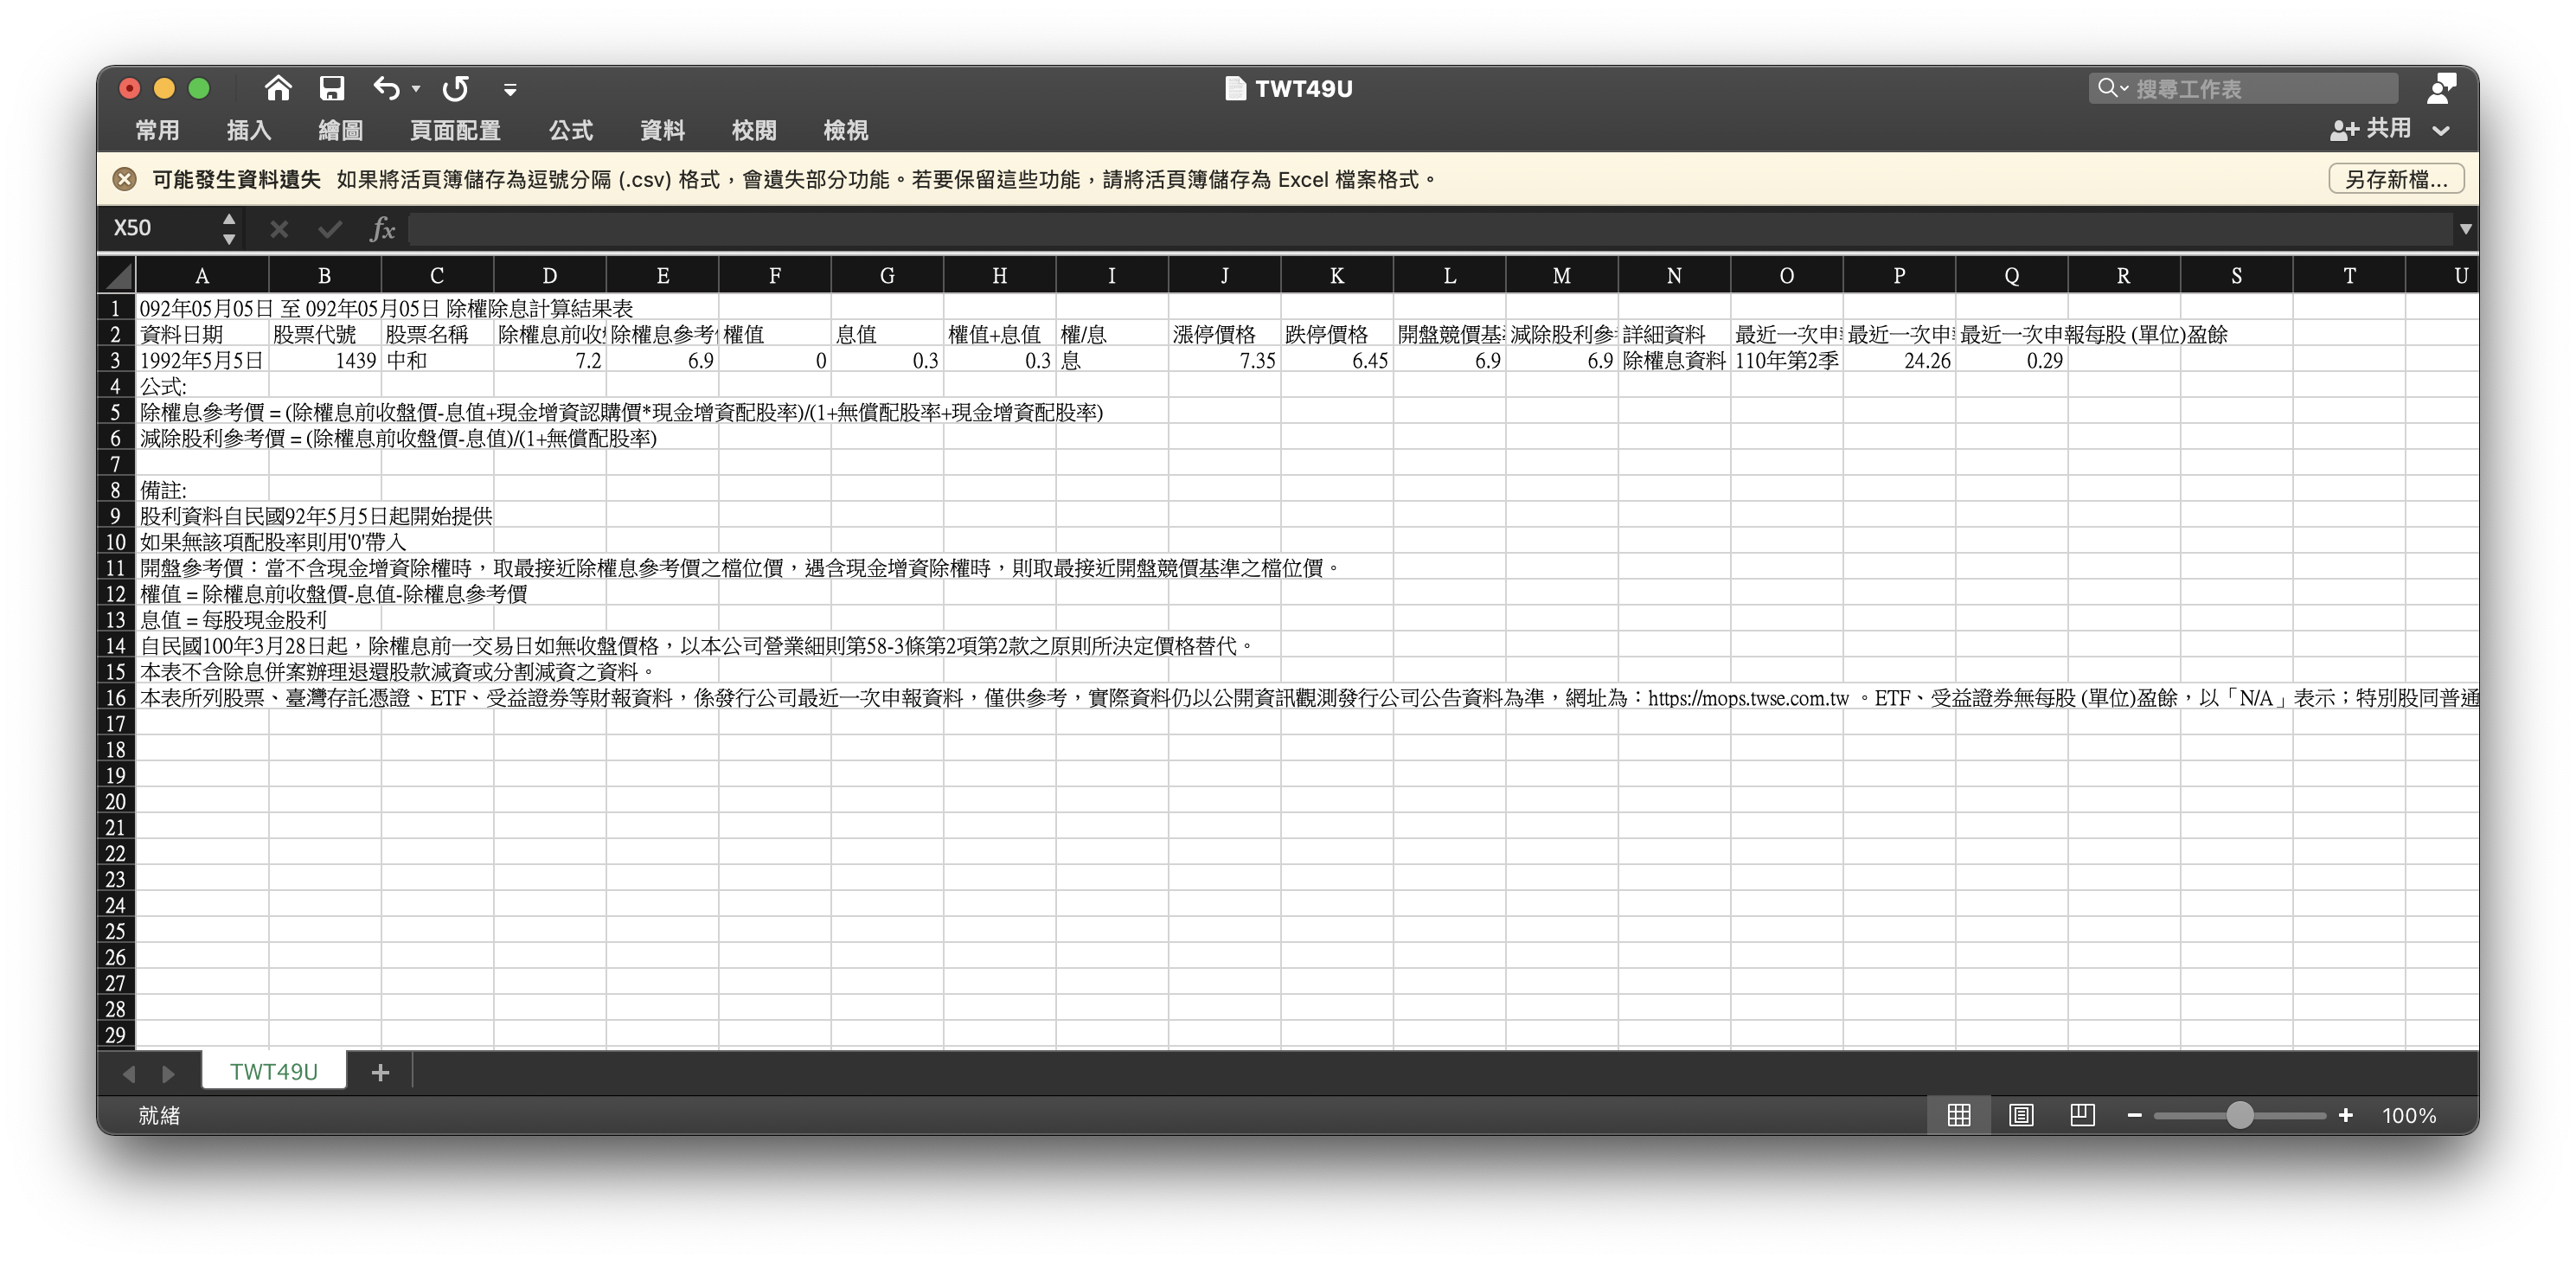 TWT49U
搜尋工作表
常用 插入 繪圖 頁面配置 公式 資料 校閱 檢視
共用
可能發生資料遺失 如果將活頁簿儲存為逗號分隔 (.csv) 格式，會遺失部分功能。若要保留這些功能，請將活頁簿儲存為 Excel 檔案格式。
另存新檔...
X50 fx
A B C D E F G H I J K L M N O P Q R S T U
1 092年05月05日 至 092年05月05日 除權除息計算結果表
2 資料日期 股票代號 股票名稱 除權息前收 除權息參考 權值 息值 權值+息值 權/息 漲停價格 跌停價格 開盤競價基 減除股利參 詳細資料 最近一次申 最近一次申 最近一次申報每股 (單位)盈餘
3 1992年5月5日 1439 中和 7.2 6.9 0 0.3 0.3 息 7.35 6.45 6.9 6.9 除權息資料 110年第2季 24.26 0.29
4 公式:
5 除權息參考價 = (除權息前收盤價-息值+現金增資認購價*現金增資配股率)/(1+無償配股率+現金增資配股率)
6 減除股利參考價 = (除權息前收盤價-息值)/(1+無償配股率)
7
8 備註:
9 股利資料自民國92年5月5日起開始提供
10 如果無該項配股率則用'0'帶入
11 開盤參考價：當不含現金增資除權時，取最接近除權息參考價之檔位價，遇含現金增資除權時，則取最接近開盤競價基準之檔位價。
12 權值 = 除權息前收盤價-息值-除權息參考價
13 息值 = 每股現金股利
14 自民國100年3月28日起，除權息前一交易日如無收盤價格，以本公司營業細則第58-3條第2項第2款之原則所決定價格替代。
15 本表不含除息併案辦理退還股款減資或分割減資之資料。
16 本表所列股票、臺灣存託憑證、ETF、受益證券等財報資料，係發行公司最近一次申報資料，僅供參考，實際資料仍以公開資訊觀測發行公司公告資料為準，網址為：https://mops.twse.com.tw 。ETF、受益證券無每股 (單位)盈餘，以「N/A」表示；特別股同普通
17
18
19
20
21
22
23
24
25
26
27
28
29
TWT49U
就緒
100%